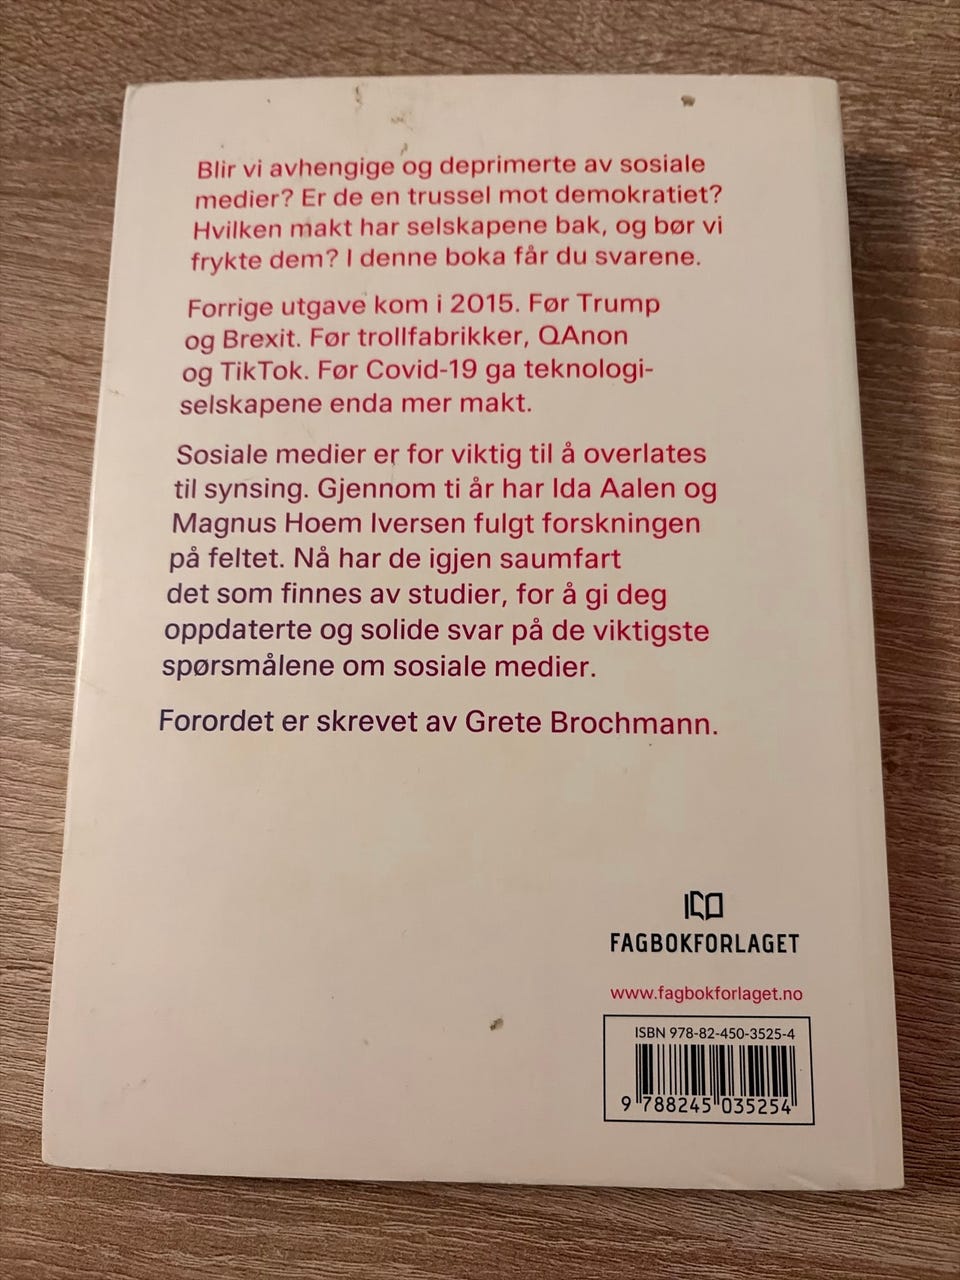 Blir vi avhengige og deprimerte av sosiale
medier? Er de en trussel mot demokratiet?
Hvilken makt har selskapene bak, og bør vi
frykte dem? I denne boka får du svarene.
Forrige utgave kom i 2015. Før Trump
og Brexit. Før trollfabrikker, QAnon
og TikTok. Før Covid-19 ga teknologi-
selskapene enda mer makt.
Sosiale medier er for viktig til å overlates
til synsing. Gjennom ti år har Ida Aalen og
Magnus Hoem Iversen fulgt forskningen
på feltet. Nå har de igjen saumfart
det som finnes av studier, for å gi deg
oppdaterte og solide svar på de viktigste
spørsmålene om sosiale medier.
Forordet er skrevet av Grete Brochmann.
FAGBOKFORLAGET
www.fagbokforlaget.no
ISBN 978-82-450-3525-4
9 788245 035254